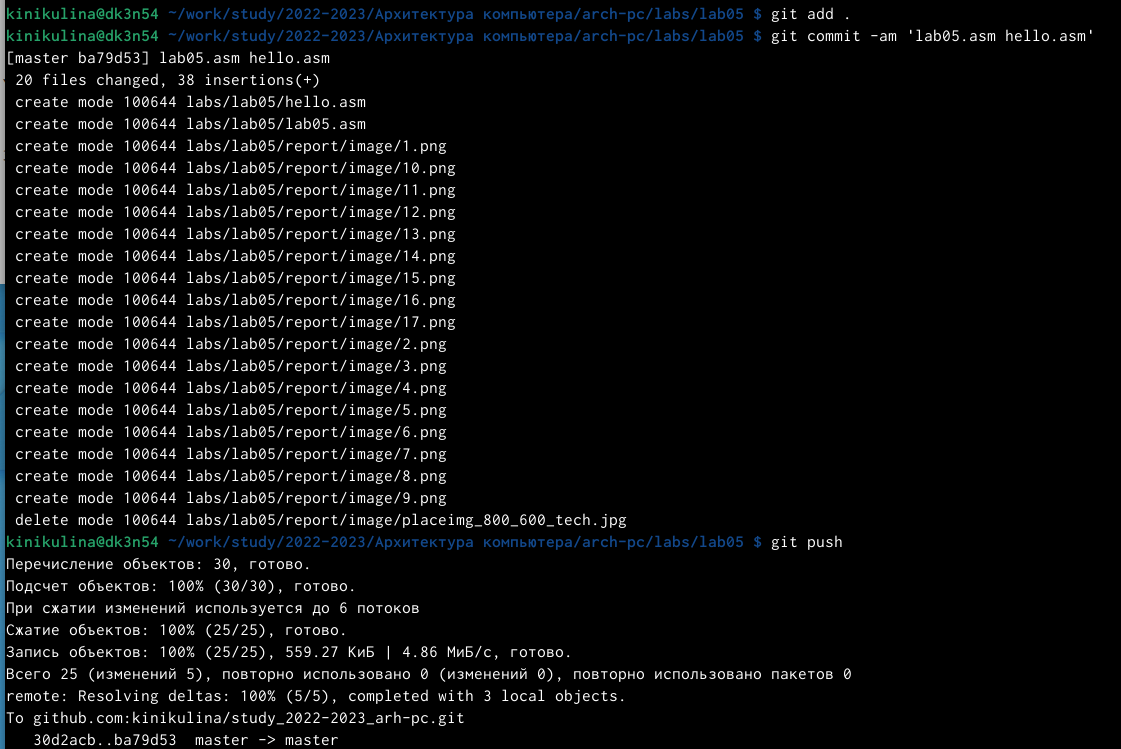 kinikulina@dk3n54 ~/work/study/2022-2023/Архитектура компьютера/arch-pc/labs/lab05 $ git add .
kinikulina@dk3n54 ~/work/study/2022-2023/Архитектура компьютера/arch-pc/labs/lab05 $ git commit -am 'lab05.asm hello.asm'
[master ba79d53] lab05.asm hello.asm
 20 files changed, 38 insertions(+)
 create mode 100644 labs/lab05/hello.asm
 create mode 100644 labs/lab05/lab05.asm
 create mode 100644 labs/lab05/report/image/1.png
 create mode 100644 labs/lab05/report/image/10.png
 create mode 100644 labs/lab05/report/image/11.png
 create mode 100644 labs/lab05/report/image/12.png
 create mode 100644 labs/lab05/report/image/13.png
 create mode 100644 labs/lab05/report/image/14.png
 create mode 100644 labs/lab05/report/image/15.png
 create mode 100644 labs/lab05/report/image/16.png
 create mode 100644 labs/lab05/report/image/17.png
 create mode 100644 labs/lab05/report/image/2.png
 create mode 100644 labs/lab05/report/image/3.png
 create mode 100644 labs/lab05/report/image/4.png
 create mode 100644 labs/lab05/report/image/5.png
 create mode 100644 labs/lab05/report/image/6.png
 create mode 100644 labs/lab05/report/image/7.png
 create mode 100644 labs/lab05/report/image/8.png
 create mode 100644 labs/lab05/report/image/9.png
 delete mode 100644 labs/lab05/report/image/placeimg_800_600_tech.jpg
kinikulina@dk3n54 ~/work/study/2022-2023/Архитектура компьютера/arch-pc/labs/lab05 $ git push
Перечисление объектов: 30, готово.
Подсчет объектов: 100% (30/30), готово.
При сжатии изменений используется до 6 потоков
Сжатие объектов: 100% (25/25), готово.
Запись объектов: 100% (25/25), 559.27 КиБ | 4.86 МиБ/с, готово.
Всего 25 (изменений 5), повторно использовано 0 (изменений 0), повторно использовано пакетов 0
remote: Resolving deltas: 100% (5/5), completed with 3 local objects.
To github.com:kinikulina/study_2022-2023_arh-pc.git
   30d2acb..ba79d53  master -> master